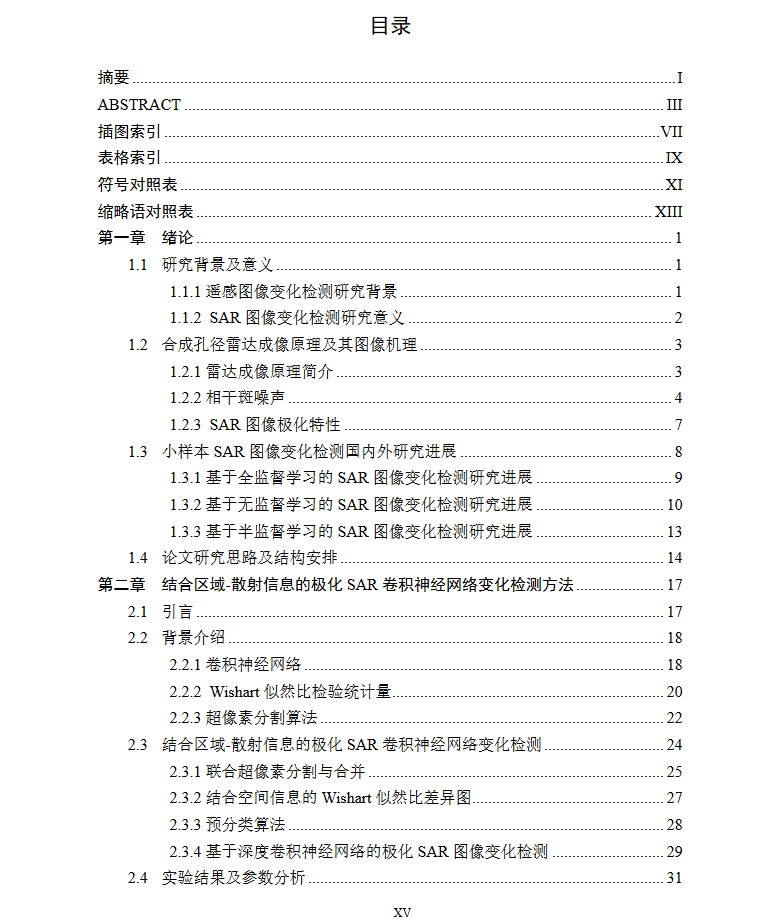 目录
摘要 I
ABSTRACT III
插图索引 VII
表格索引 IX
符号对照表 XI
缩略语对照表 XIII
第一章 绪论 1
1.1 研究背景及意义 1
1.1.1 遥感图像变化检测研究背景 1
1.1.2 SAR 图像变化检测研究意义 2
1.2 合成孔径雷达成像原理及其图像机理 3
1.2.1 雷达成像原理简介 3
1.2.2 相干斑噪声 4
1.2.3 SAR 图像极化特性 7
1.3 小样本 SAR 图像变化检测国内外研究进展 8
1.3.1 基于全监督学习的 SAR 图像变化检测研究进展 9
1.3.2 基于无监督学习的 SAR 图像变化检测研究进展 10
1.3.3 基于半监督学习的 SAR 图像变化检测研究进展 13
1.4 论文研究思路及结构安排 14
第二章 结合区域-散射信息的极化 SAR 卷积神经网络变化检测方法 17
2.1 引言 17
2.2 背景介绍 18
2.2.1 卷积神经网络 18
2.2.2 Wishart 似然比检验统计量 20
2.2.3 超像素分割算法 22
2.3 结合区域-散射信息的极化 SAR 卷积神经网络变化检测 24
2.3.1 联合超像素分割与合并 25
2.3.2 结合空间信息的 Wishart 似然比差异图 27
2.3.3 预分类算法 28
2.3.4 基于深度卷积神经网络的极化 SAR 图像变化检测 29
2.4 实验结果及参数分析 31
XV